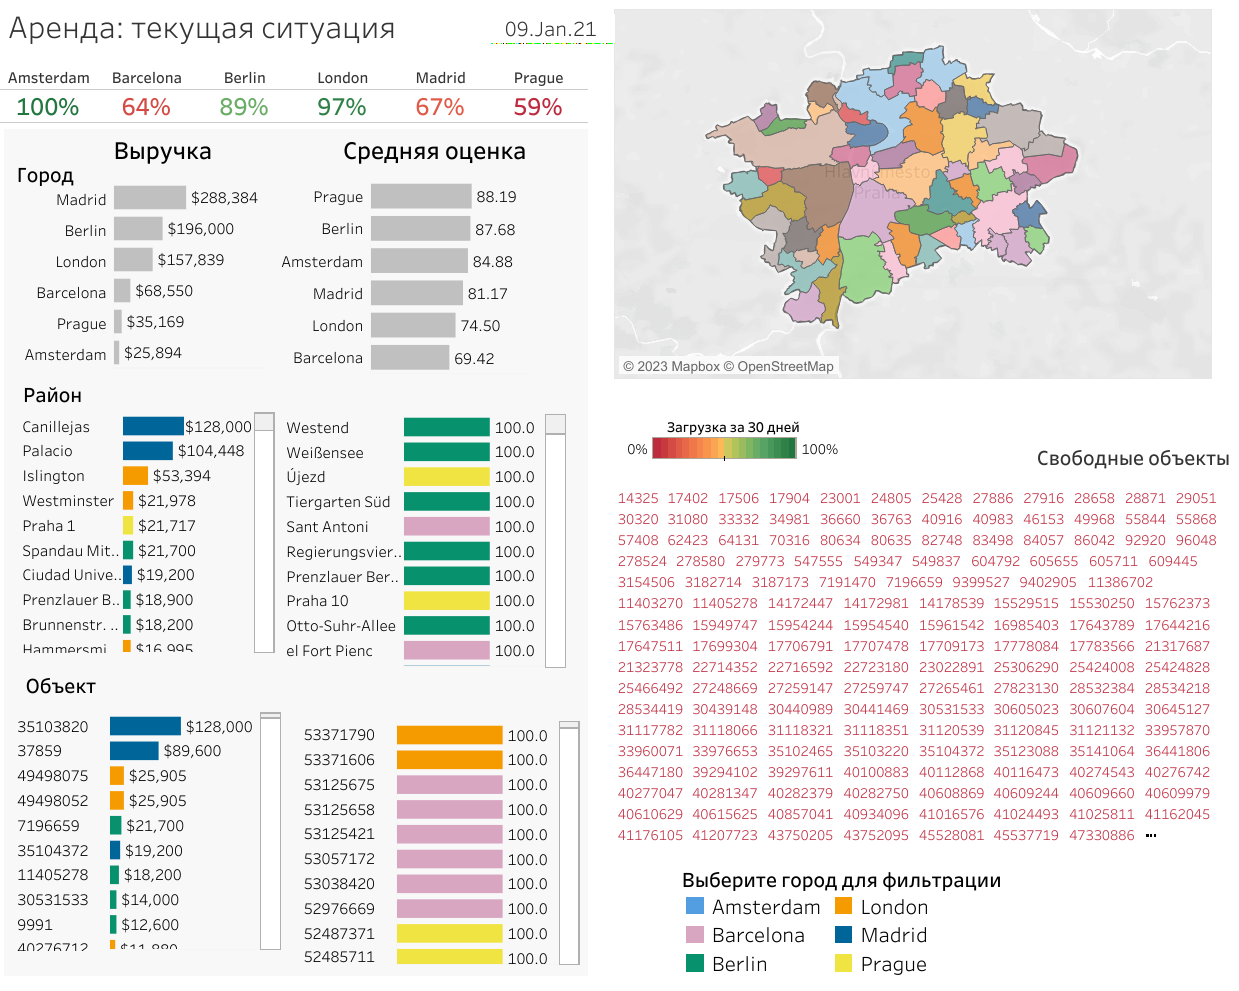 Аренда: текущая ситуация
09.Jan.21
Amsterdam Barcelona Berlin London Madrid Prague
100% 64% 89% 97% 67% 59%
Выручка
Город
Madrid $288,384
Berlin $196,000
London $157,839
Barcelona $68,550
Prague $35,169
Amsterdam $25,894
Средняя оценка
Prague 88.19
Berlin 87.68
Amsterdam 84.88
Madrid 81.17
London 74.50
Barcelona 69.42
Район
Canillejas $128,000
Palacio $104,448
Islington $53,394
Westminster $21,978
Praha 1 $21,717
Spandau Mit.. $21,700
Ciudad Unive.. $19,200
Prenzlauer B.. $18,900
Brunnenstr. .. $18,200
Hammersmi.. $16,995
Westend 100.0
Weißensee 100.0
Újezd 100.0
Tiergarten Süd 100.0
Sant Antoni 100.0
Regierungsvier.. 100.0
Prenzlauer Ber.. 100.0
Praha 10 100.0
Otto-Suhr-Allee 100.0
el Fort Pienc 100.0
Объект
35103820 $128,000
37859 $89,600
49498075 $25,905
49498052 $25,905
7196659 $21,700
35104372 $19,200
11405278 $18,200
30531533 $14,000
9991 $12,600
40276712 $11,880
53371790 100.0
53371606 100.0
53125675 100.0
53125658 100.0
53125421 100.0
53057172 100.0
53038420 100.0
52976669 100.0
52487371 100.0
52485711 100.0
Hlavní město
Praha
© 2023 Mapbox © OpenStreetMap
Загрузка за 30 дней
0% 100%
Свободные объекты
14325 17402 17506 17904 23001 24805 25428 27886 27916 28658 28871 29051
30320 31080 33332 34981 36660 36763 40916 40983 46153 49968 55844 55868
57408 62423 64131 70316 80634 80635 82748 83498 84057 86042 92920 96048
278524 278580 279773 547555 549347 549837 604792 605655 605711 609445
3154506 3182714 3187173 7191470 7196659 9399527 9402905 11386702
11403270 11405278 14172447 14172981 14178539 15529515 15530250 15762373
15763486 15949747 15954244 15954540 15961542 16985403 17643789 17644216
17647511 17699304 17706791 17707478 17709173 17778084 17783566 21317687
21323778 22714352 22716592 22723180 23022891 25306290 25424008 25424828
25466492 27248669 27259147 27259747 27265461 27823130 28532384 28534218
28534419 30439148 30440989 30441469 30531533 30605023 30607604 30645127
31117782 31118066 31118321 31118351 31120539 31120845 31121132 33957870
33960071 33976653 35102465 35103220 35104372 35123088 35141064 36441806
36447180 39294102 39297611 40100883 40112868 40116473 40274543 40276742
40277047 40281347 40282379 40282750 40608869 40609244 40609660 40609979
40610629 40615625 40857041 40934096 41016576 41024493 41025811 41162045
41176105 41207723 43750205 43752095 45528081 45537719 47330886 ...
Выберите город для фильтрации
Amsterdam London
Barcelona Madrid
Berlin Prague